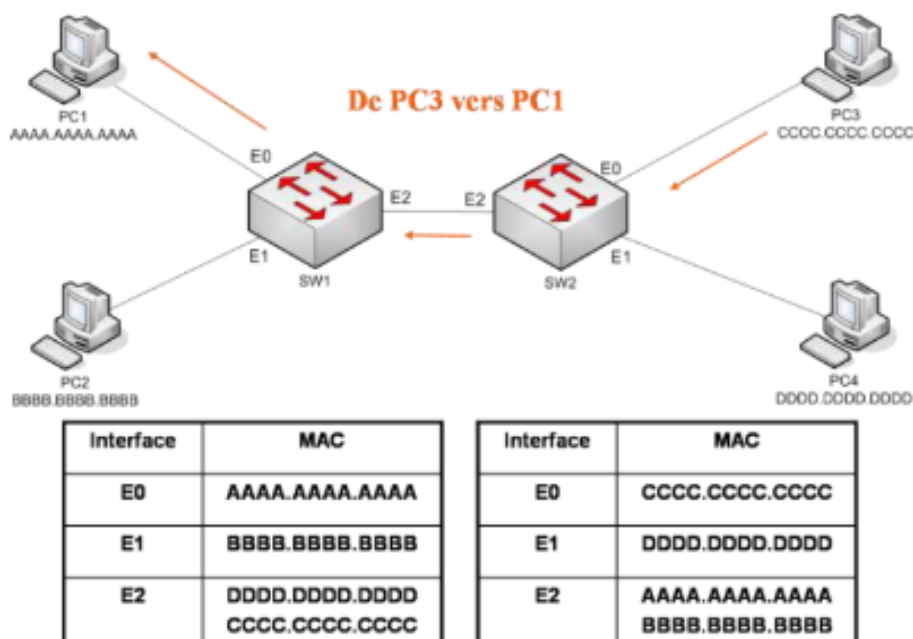 De PC3 vers PC1
PC1
AAAA.AAAA.AAAA
PC3
CCCC.CCCC.CCCC
E0
E2
E1
SW1
E2
E0
E1
SW2
PC2
BBBB.BBBB.BBBB
PC4
DDDD.DDDD.DDDD
Interface MAC
E0 AAAA.AAAA.AAAA
E1 BBBB.BBBB.BBBB
E2 DDDD.DDDD.DDDD
CCCC.CCCC.CCCC
Interface MAC
E0 CCCC.CCCC.CCCC
E1 DDDD.DDDD.DDDD
E2 AAAA.AAAA.AAAA
BBBB.BBBB.BBBB